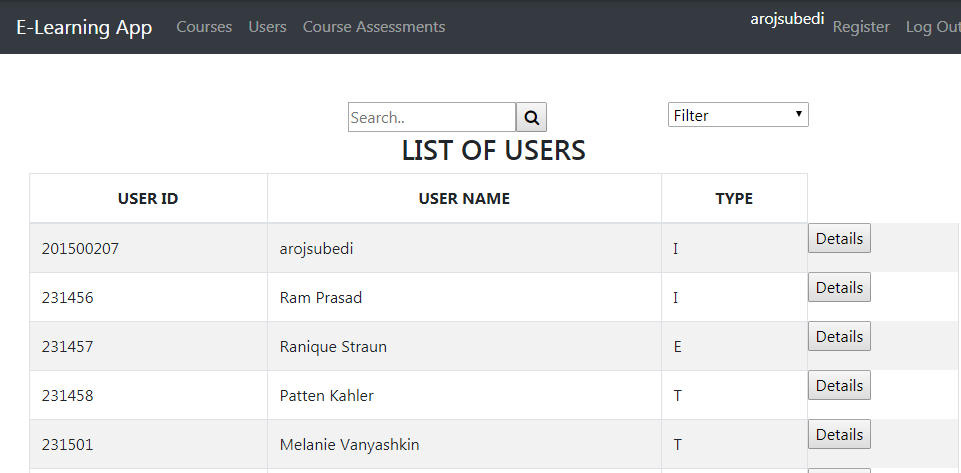 E-Learning App Courses Users Course Assessments arojsubedi Register Log Out
Search.. Filter
LIST OF USERS
USER ID USER NAME TYPE
201500207 arojsubedi I Details
231456 Ram Prasad I Details
231457 Ranique Straun E Details
231458 Patten Kahler T Details
231501 Melanie Vanyashkin T Details